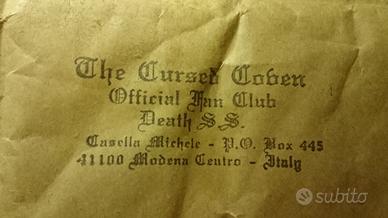 The Cursed Coven
Official Fan Club
Death S.S.
Casella Michele - P.O. Box 445
41100 Modena Centro - Italy
subito